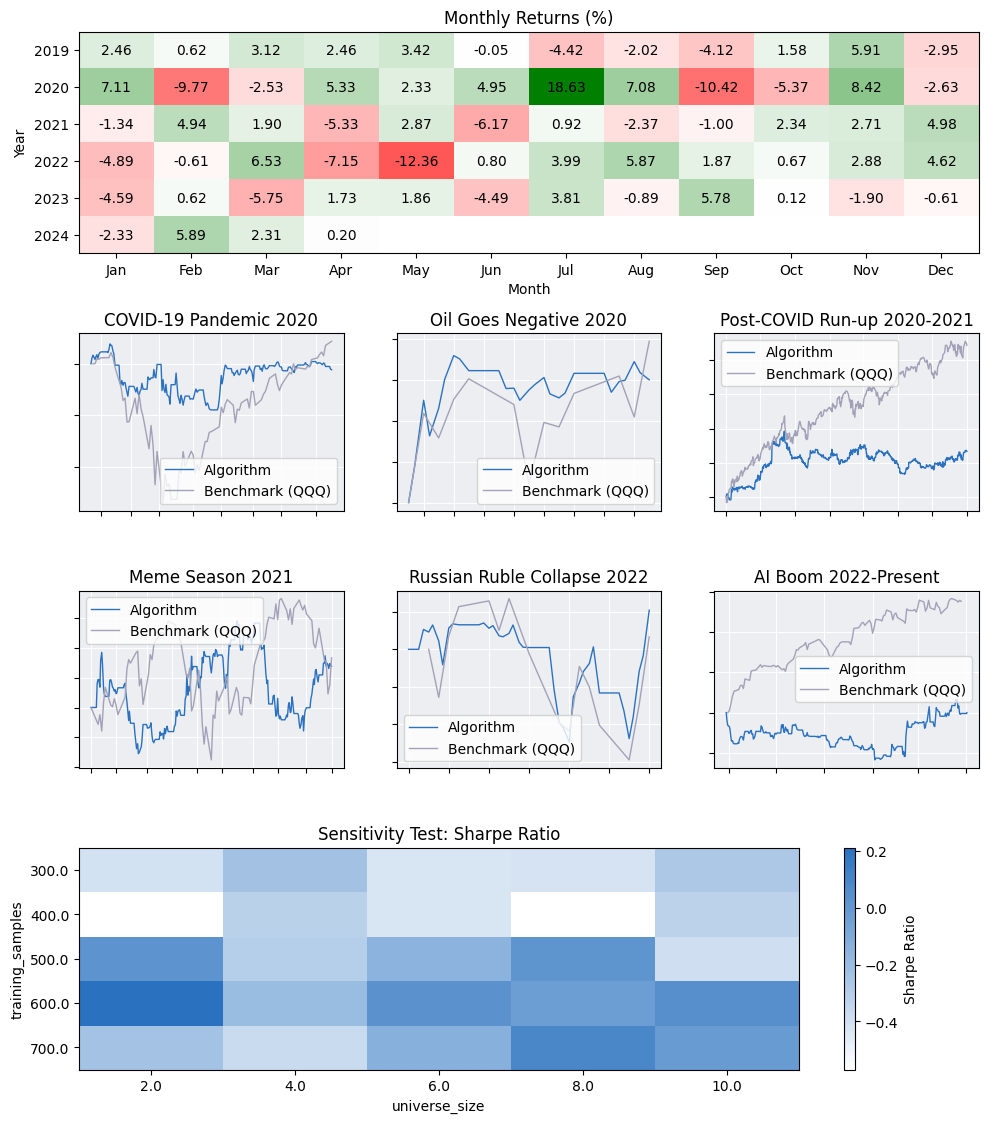 Monthly Returns (%)
Year
2019 2.46 0.62 3.12 2.46 3.42 -0.05 -4.42 -2.02 -4.12 1.58 5.91 -2.95
2020 7.11 -9.77 -2.53 5.33 2.33 4.95 18.63 7.08 -10.42 -5.37 8.42 -2.63
2021 -1.34 4.94 1.90 -5.33 2.87 -6.17 0.92 -2.37 -1.00 2.34 2.71 4.98
2022 -4.89 -0.61 6.53 -7.15 -12.36 0.80 3.99 5.87 1.87 0.67 2.88 4.62
2023 -4.59 0.62 -5.75 1.73 1.86 -4.49 3.81 -0.89 5.78 0.12 -1.90 -0.61
2024 -2.33 5.89 2.31 0.20
Jan Feb Mar Apr May Jun Jul Aug Sep Oct Nov Dec
Month
COVID-19 Pandemic 2020
Algorithm
Benchmark (QQQ)
Oil Goes Negative 2020
Algorithm
Benchmark (QQQ)
Post-COVID Run-up 2020-2021
Algorithm
Benchmark (QQQ)
Meme Season 2021
Algorithm
Benchmark (QQQ)
Russian Ruble Collapse 2022
Algorithm
Benchmark (QQQ)
AI Boom 2022-Present
Algorithm
Benchmark (QQQ)
Sensitivity Test: Sharpe Ratio
training_samples
300.0
400.0
500.0
600.0
700.0
2.0 4.0 6.0 8.0 10.0
universe_size
0.2
0.0
−0.2
−0.4
Sharpe Ratio